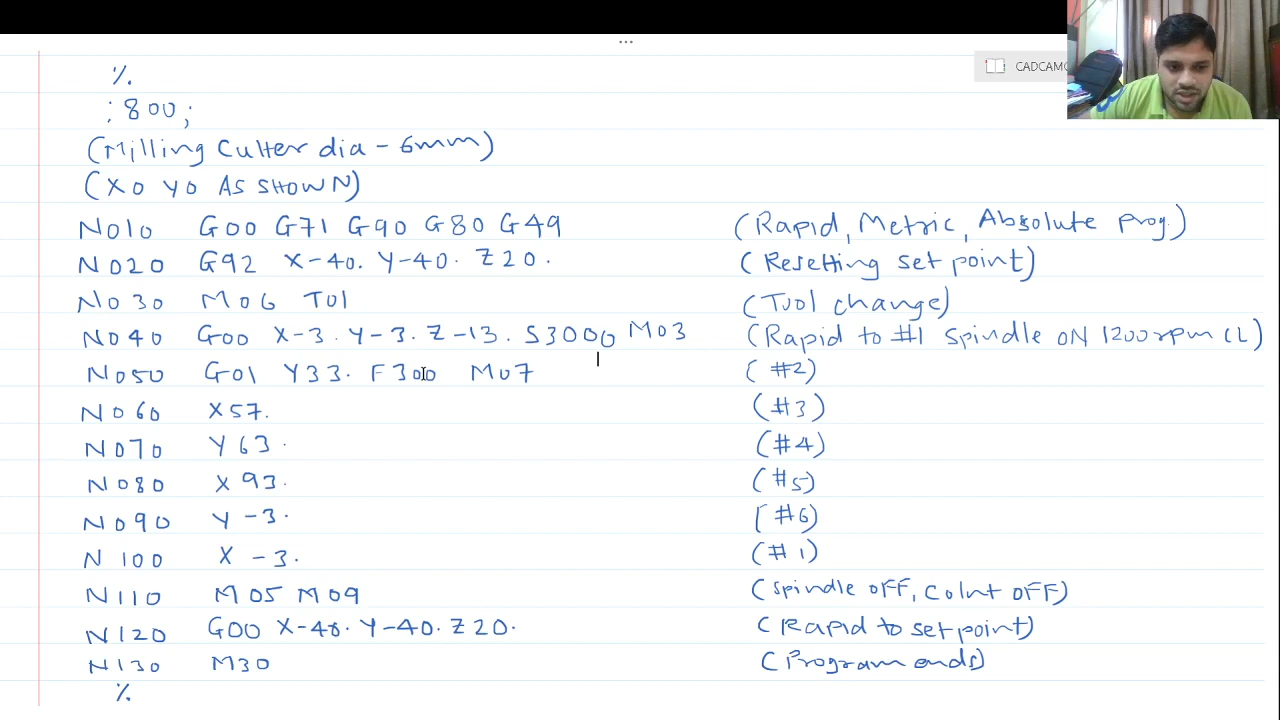 ...
CADCAMC
%
:800;
(Milling Cutter dia - 6mm)
(X0 Y0 AS SHOWN)
N010 G00 G71 G90 G80 G49 (Rapid, Metric, Absolute prog.)
N020 G92 X-40. Y-40. Z20. (Resetting set point)
N030 M06 T01 (Tool change)
N040 G00 X-3. Y-3. Z-13. S3000 M03 (Rapid to #1 spindle ON 1200rpm CL)
N050 G01 Y33. F300 M07 (#2)
N060 X57. (#3)
N070 Y63. (#4)
N080 X93. (#5)
N090 Y-3. (#6)
N100 X-3. (#1)
N110 M05 M09 (spindle OFF, Colnt OFF)
N120 G00 X-40. Y-40. Z20. (Rapid to set point)
N130 M30 (Program ends)
%